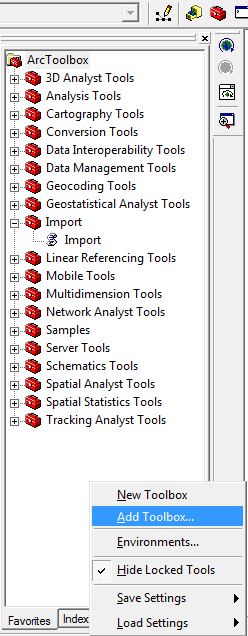 ArcToolbox
3D Analyst Tools
Analysis Tools
Cartography Tools
Conversion Tools
Data Interoperability Tools
Data Management Tools
Geocoding Tools
Geostatistical Analyst Tools
Import
Import
Linear Referencing Tools
Mobile Tools
Multidimension Tools
Network Analyst Tools
Samples
Server Tools
Schematics Tools
Spatial Analyst Tools
Spatial Statistics Tools
Tracking Analyst Tools
New Toolbox
Add Toolbox...
Environments...
Hide Locked Tools
Save Settings
Load Settings
Favorites
Index